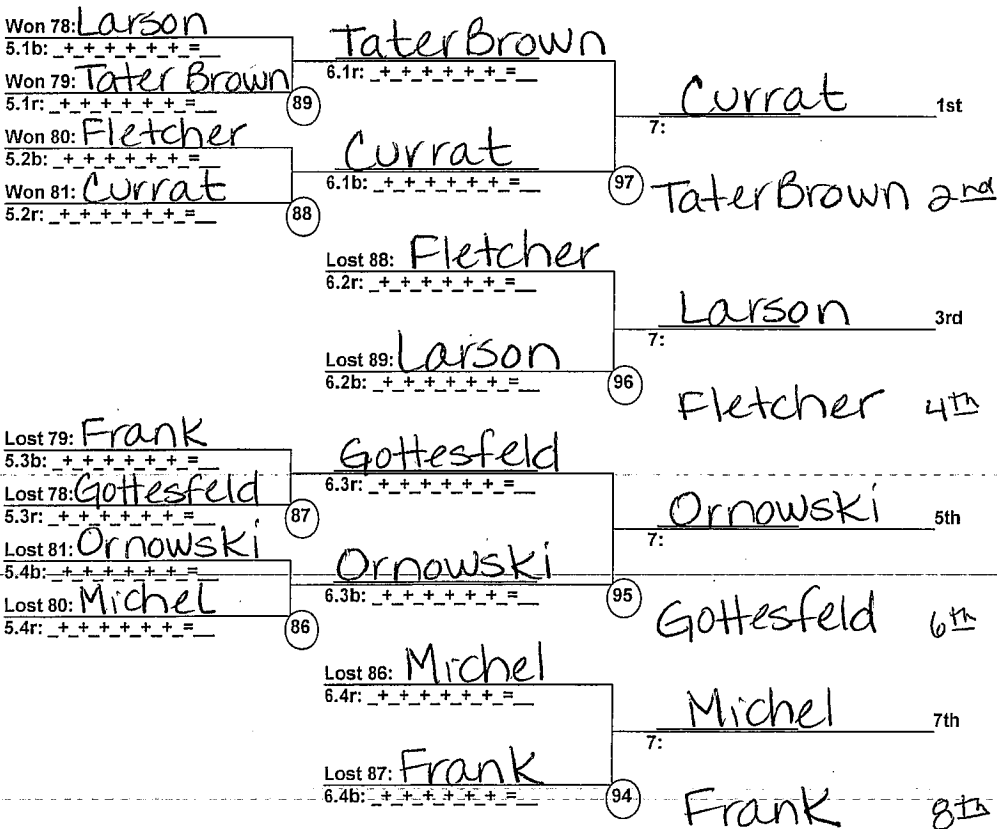 Won 78: Larson
5.1b: _+_+_+_+_+_+_=__
Won 79: Tater Brown
5.1r: _+_+_+_+_+_+_=__
89
Won 80: Fletcher
5.2b: _+_+_+_+_+_+_=__
Won 81: Currat
5.2r: _+_+_+_+_+_+_=__
88
Tater Brown
6.1r: _+_+_+_+_+_+_=__
Currat
6.1b: _+_+_+_+_+_+_=__
97
Currat 1st
7:
Tater Brown 2nd
Lost 88: Fletcher
6.2r: _+_+_+_+_+_+_=__
Lost 89: Larson
6.2b: _+_+_+_+_+_+_=__
96
Larson 3rd
7:
Fletcher 4th
Lost 79: Frank
5.3b: _+_+_+_+_+_+_=__
Lost 78: Gottesfeld
5.3r: _+_+_+_+_+_+_=__
87
Lost 81: Ornowski
5.4b: _+_+_+_+_+_+_=__
Lost 80: Michel
5.4r: _+_+_+_+_+_+_=__
86
Gottesfeld
6.3r: _+_+_+_+_+_+_=__
Ornowski
6.3b: _+_+_+_+_+_+_=__
95
Ornowski 5th
7:
Gottesfeld 6th
Lost 86: Michel
6.4r: _+_+_+_+_+_+_=__
Lost 87: Frank
6.4b: _+_+_+_+_+_+_=__
94
Michel 7th
7:
Frank 8th